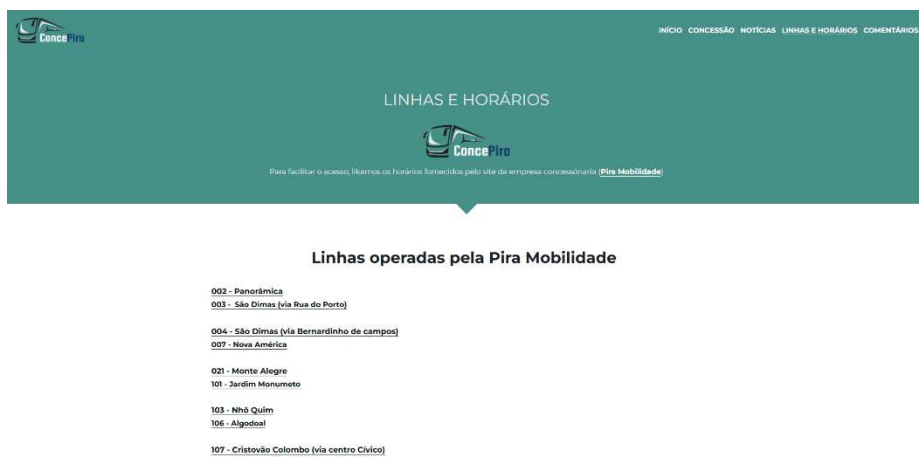 ConcePira
INÍCIO CONCESSÃO NOTÍCIAS LINHAS E HORÁRIOS COMENTÁRIOS
LINHAS E HORÁRIOS
ConcePira
Para facilitar o acesso, likamos os horários fornecidos pelo site da empresa concessónaria (Pira Mobilidade)
Linhas operadas pela Pira Mobilidade
002 - Panorâmica
003 - São Dimas (via Rua do Porto)
004 - São Dimas (via Bernardinho de campos)
007 - Nova América
021 - Monte Alegre
101 - Jardim Monumeto
103 - Nhô Quim
106 - Algodoal
107 - Cristovão Colombo (via centro Cívico)